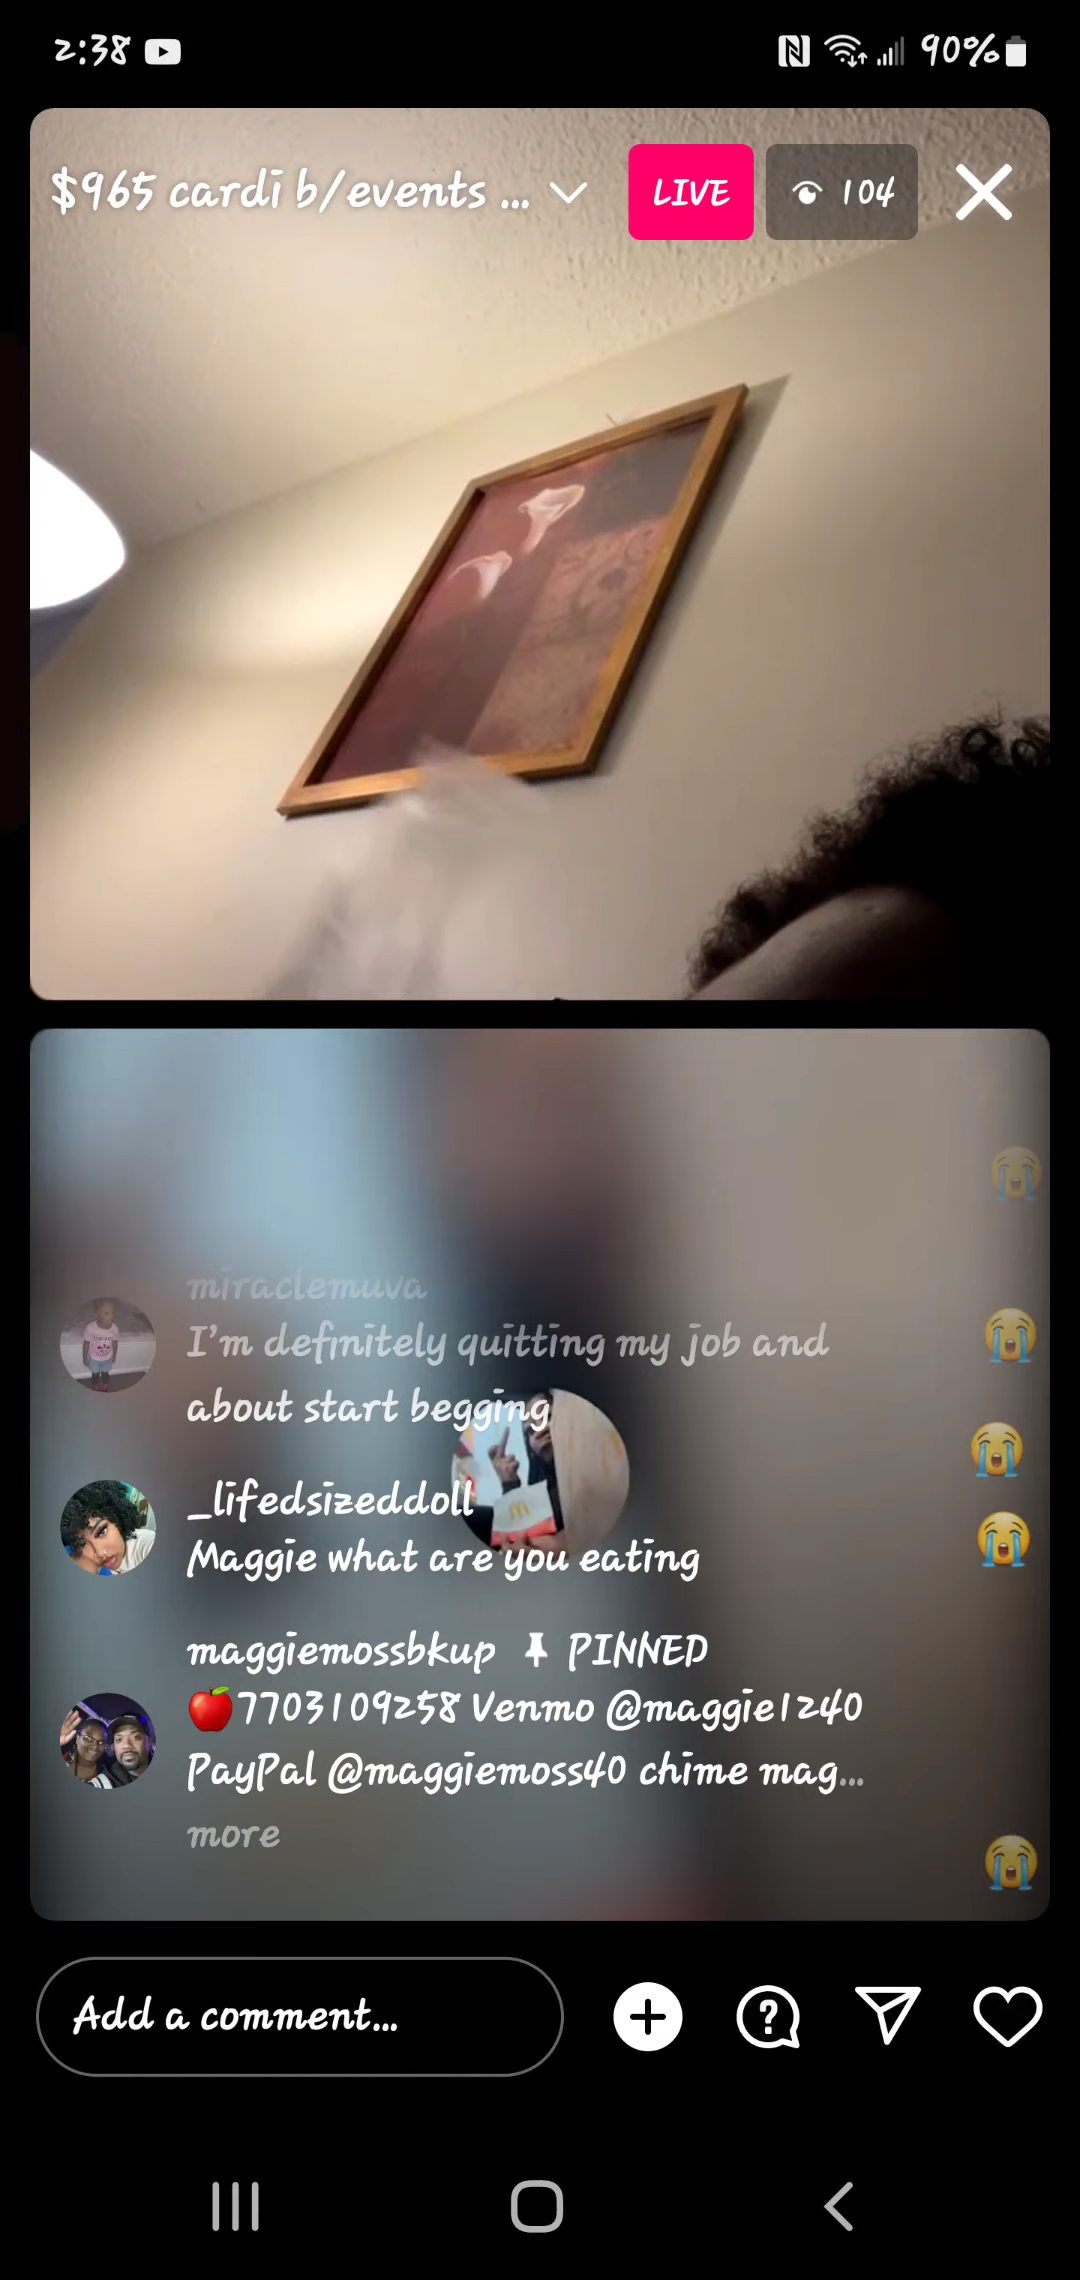 2:38
90%
$965 cardi b/events ...
LIVE
104
miraclemuva
I'm definitely quitting my job and
about start begging
_lifedsizeddoll
Maggie what are you eating
maggiemossbkup 📌 PINNED
🍎7703109258 Venmo @maggie1240
PayPal @maggiemoss40 chime mag...
more
Add a comment...